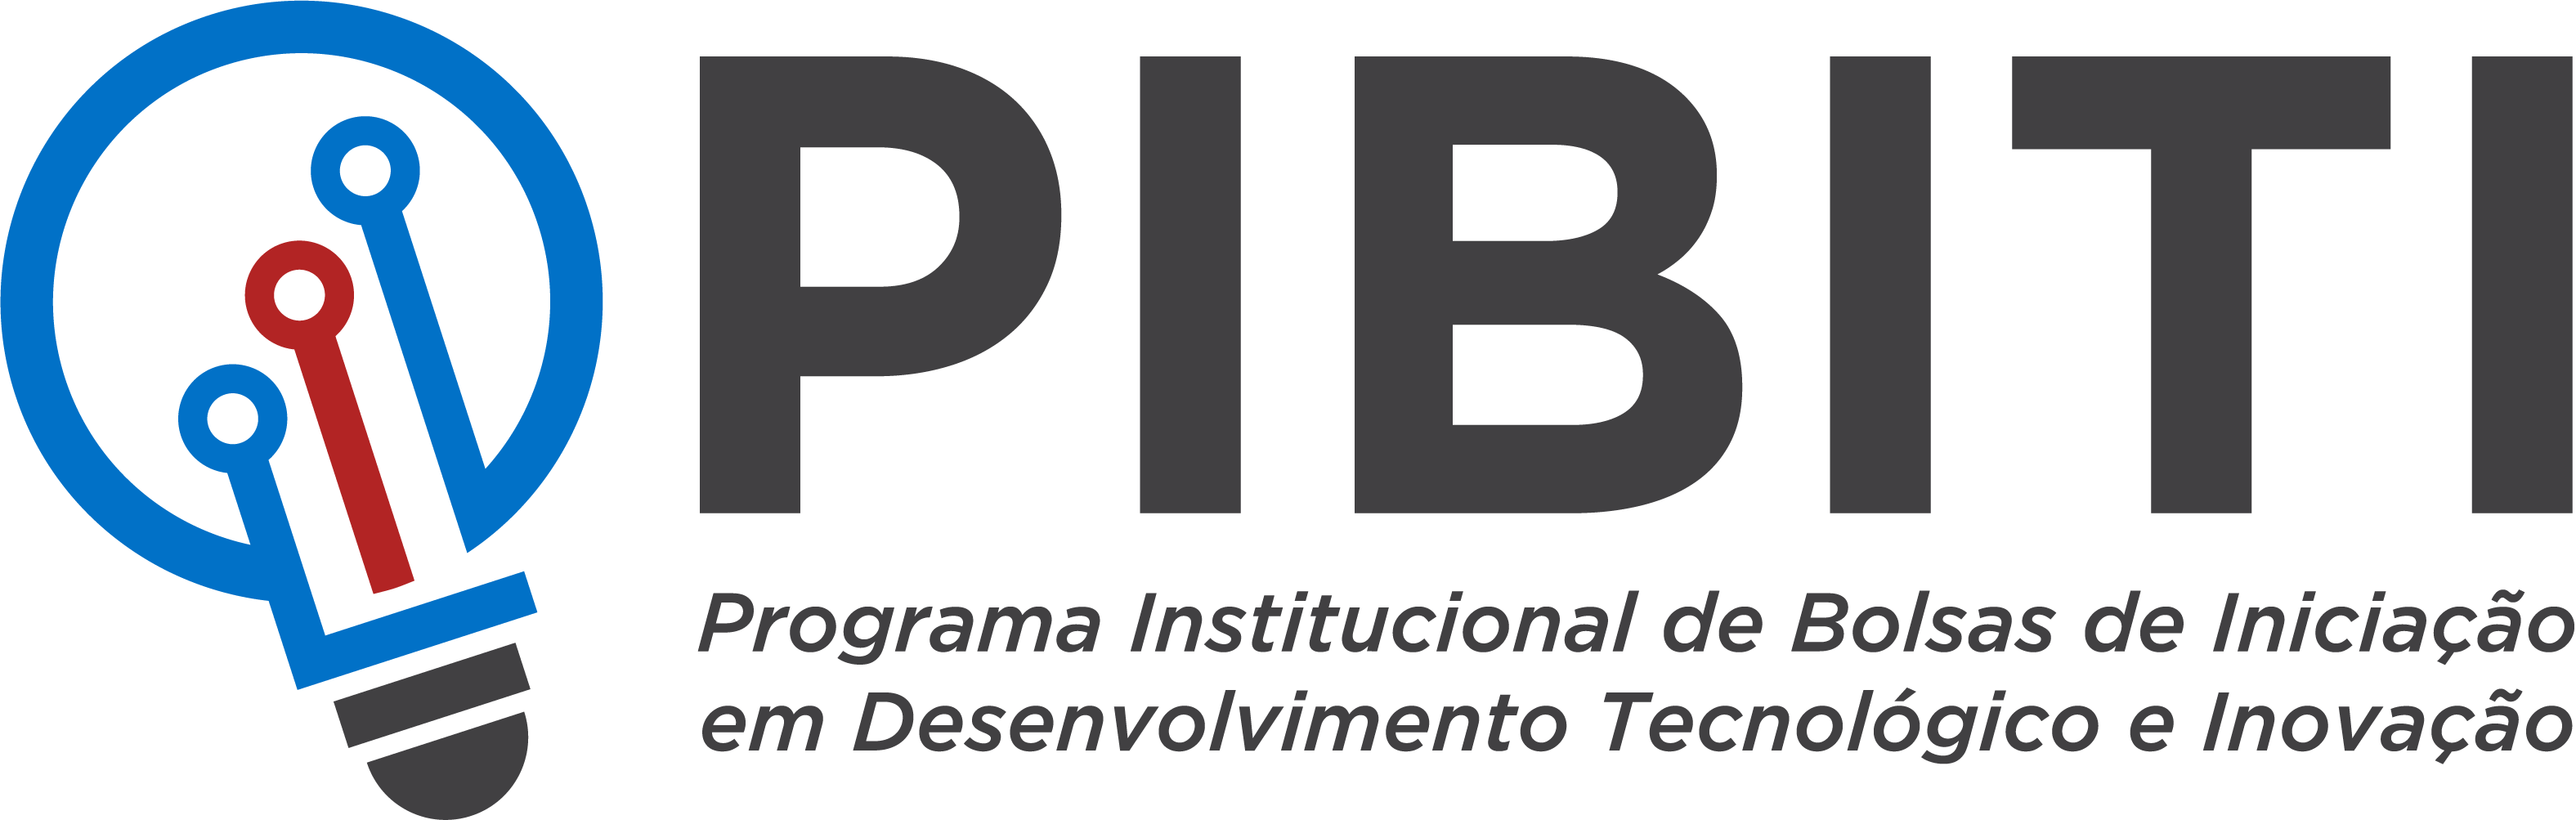 PIBITI
Programa Institucional de Bolsas de Iniciação
em Desenvolvimento Tecnológico e Inovação